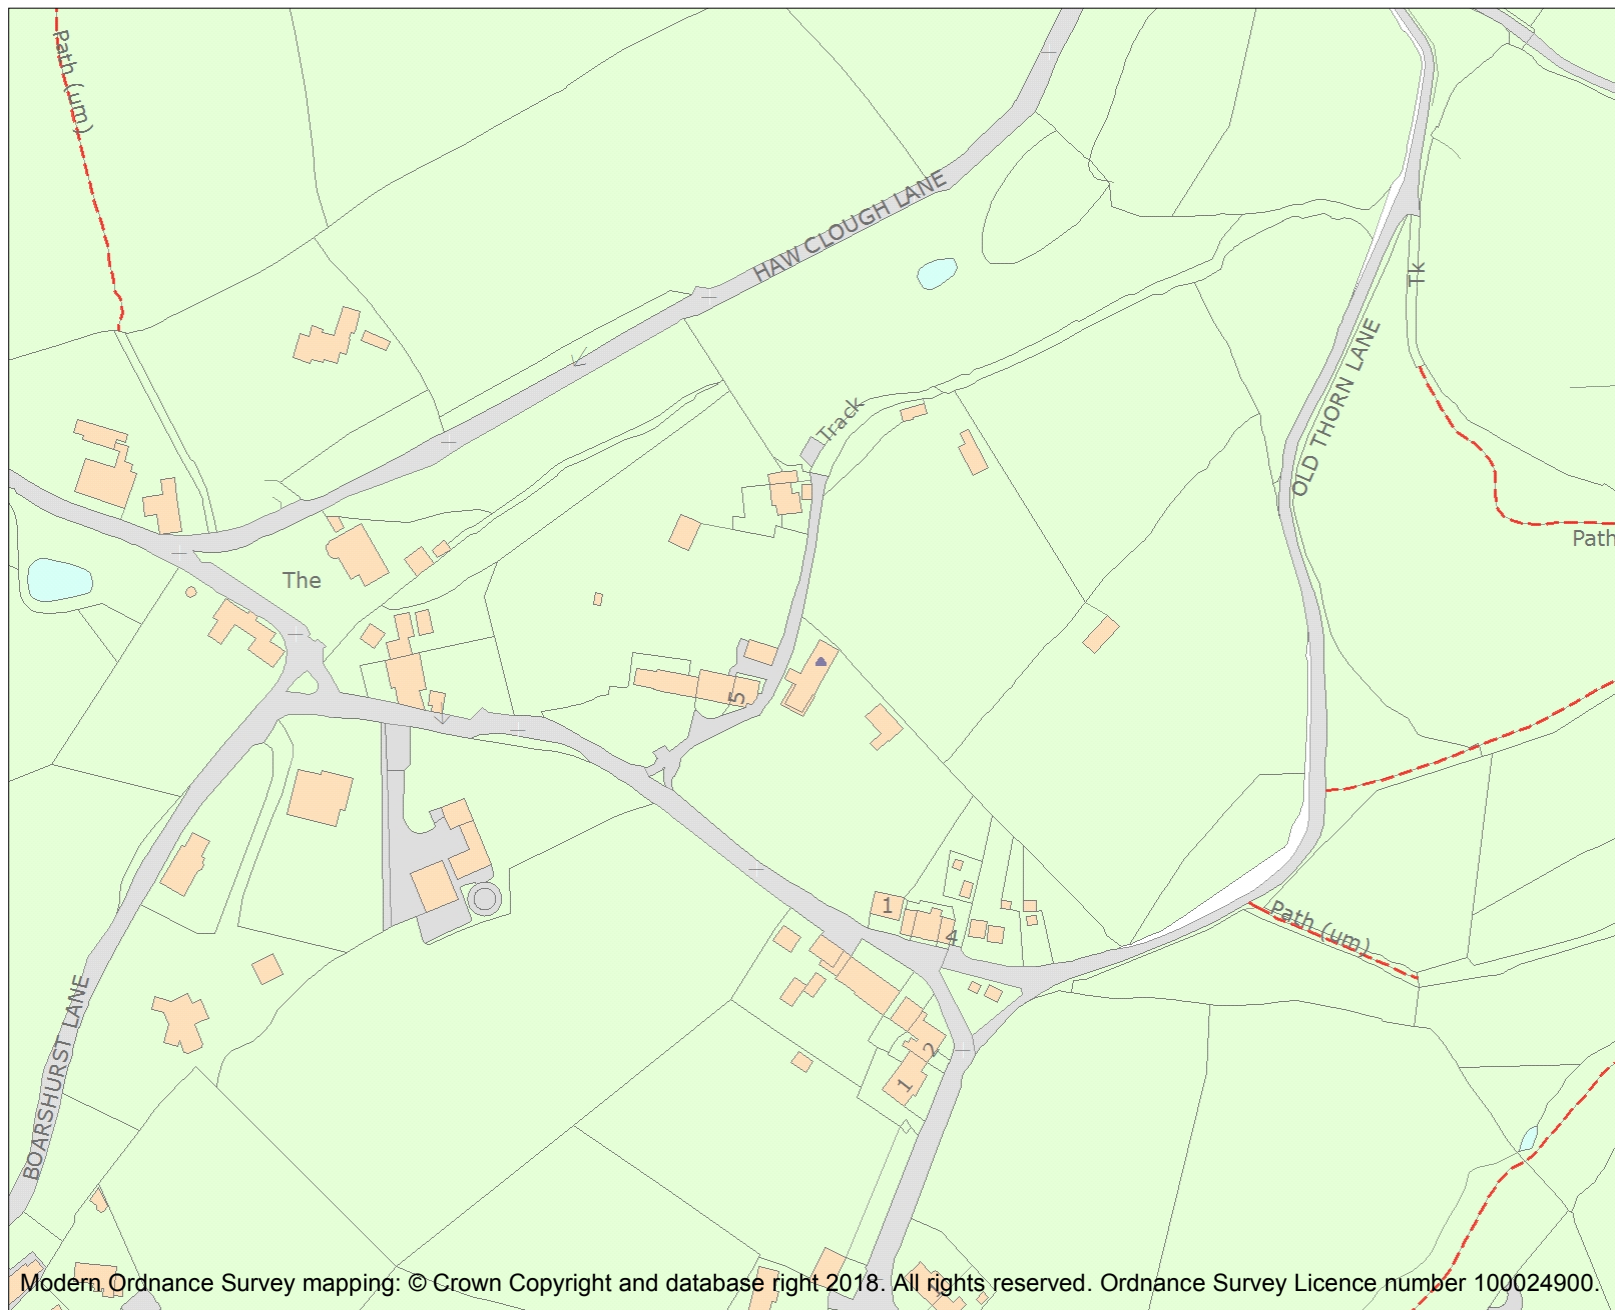 Path (um)
HAW CLOUGH LANE
Tk
OLD THORN LANE
Track
Path
The
5
1
4
Path (um)
BOARSHURST LANE
2
1
Modern Ordnance Survey mapping: © Crown Copyright and database right 2018. All rights reserved. Ordnance Survey Licence number 100024900.